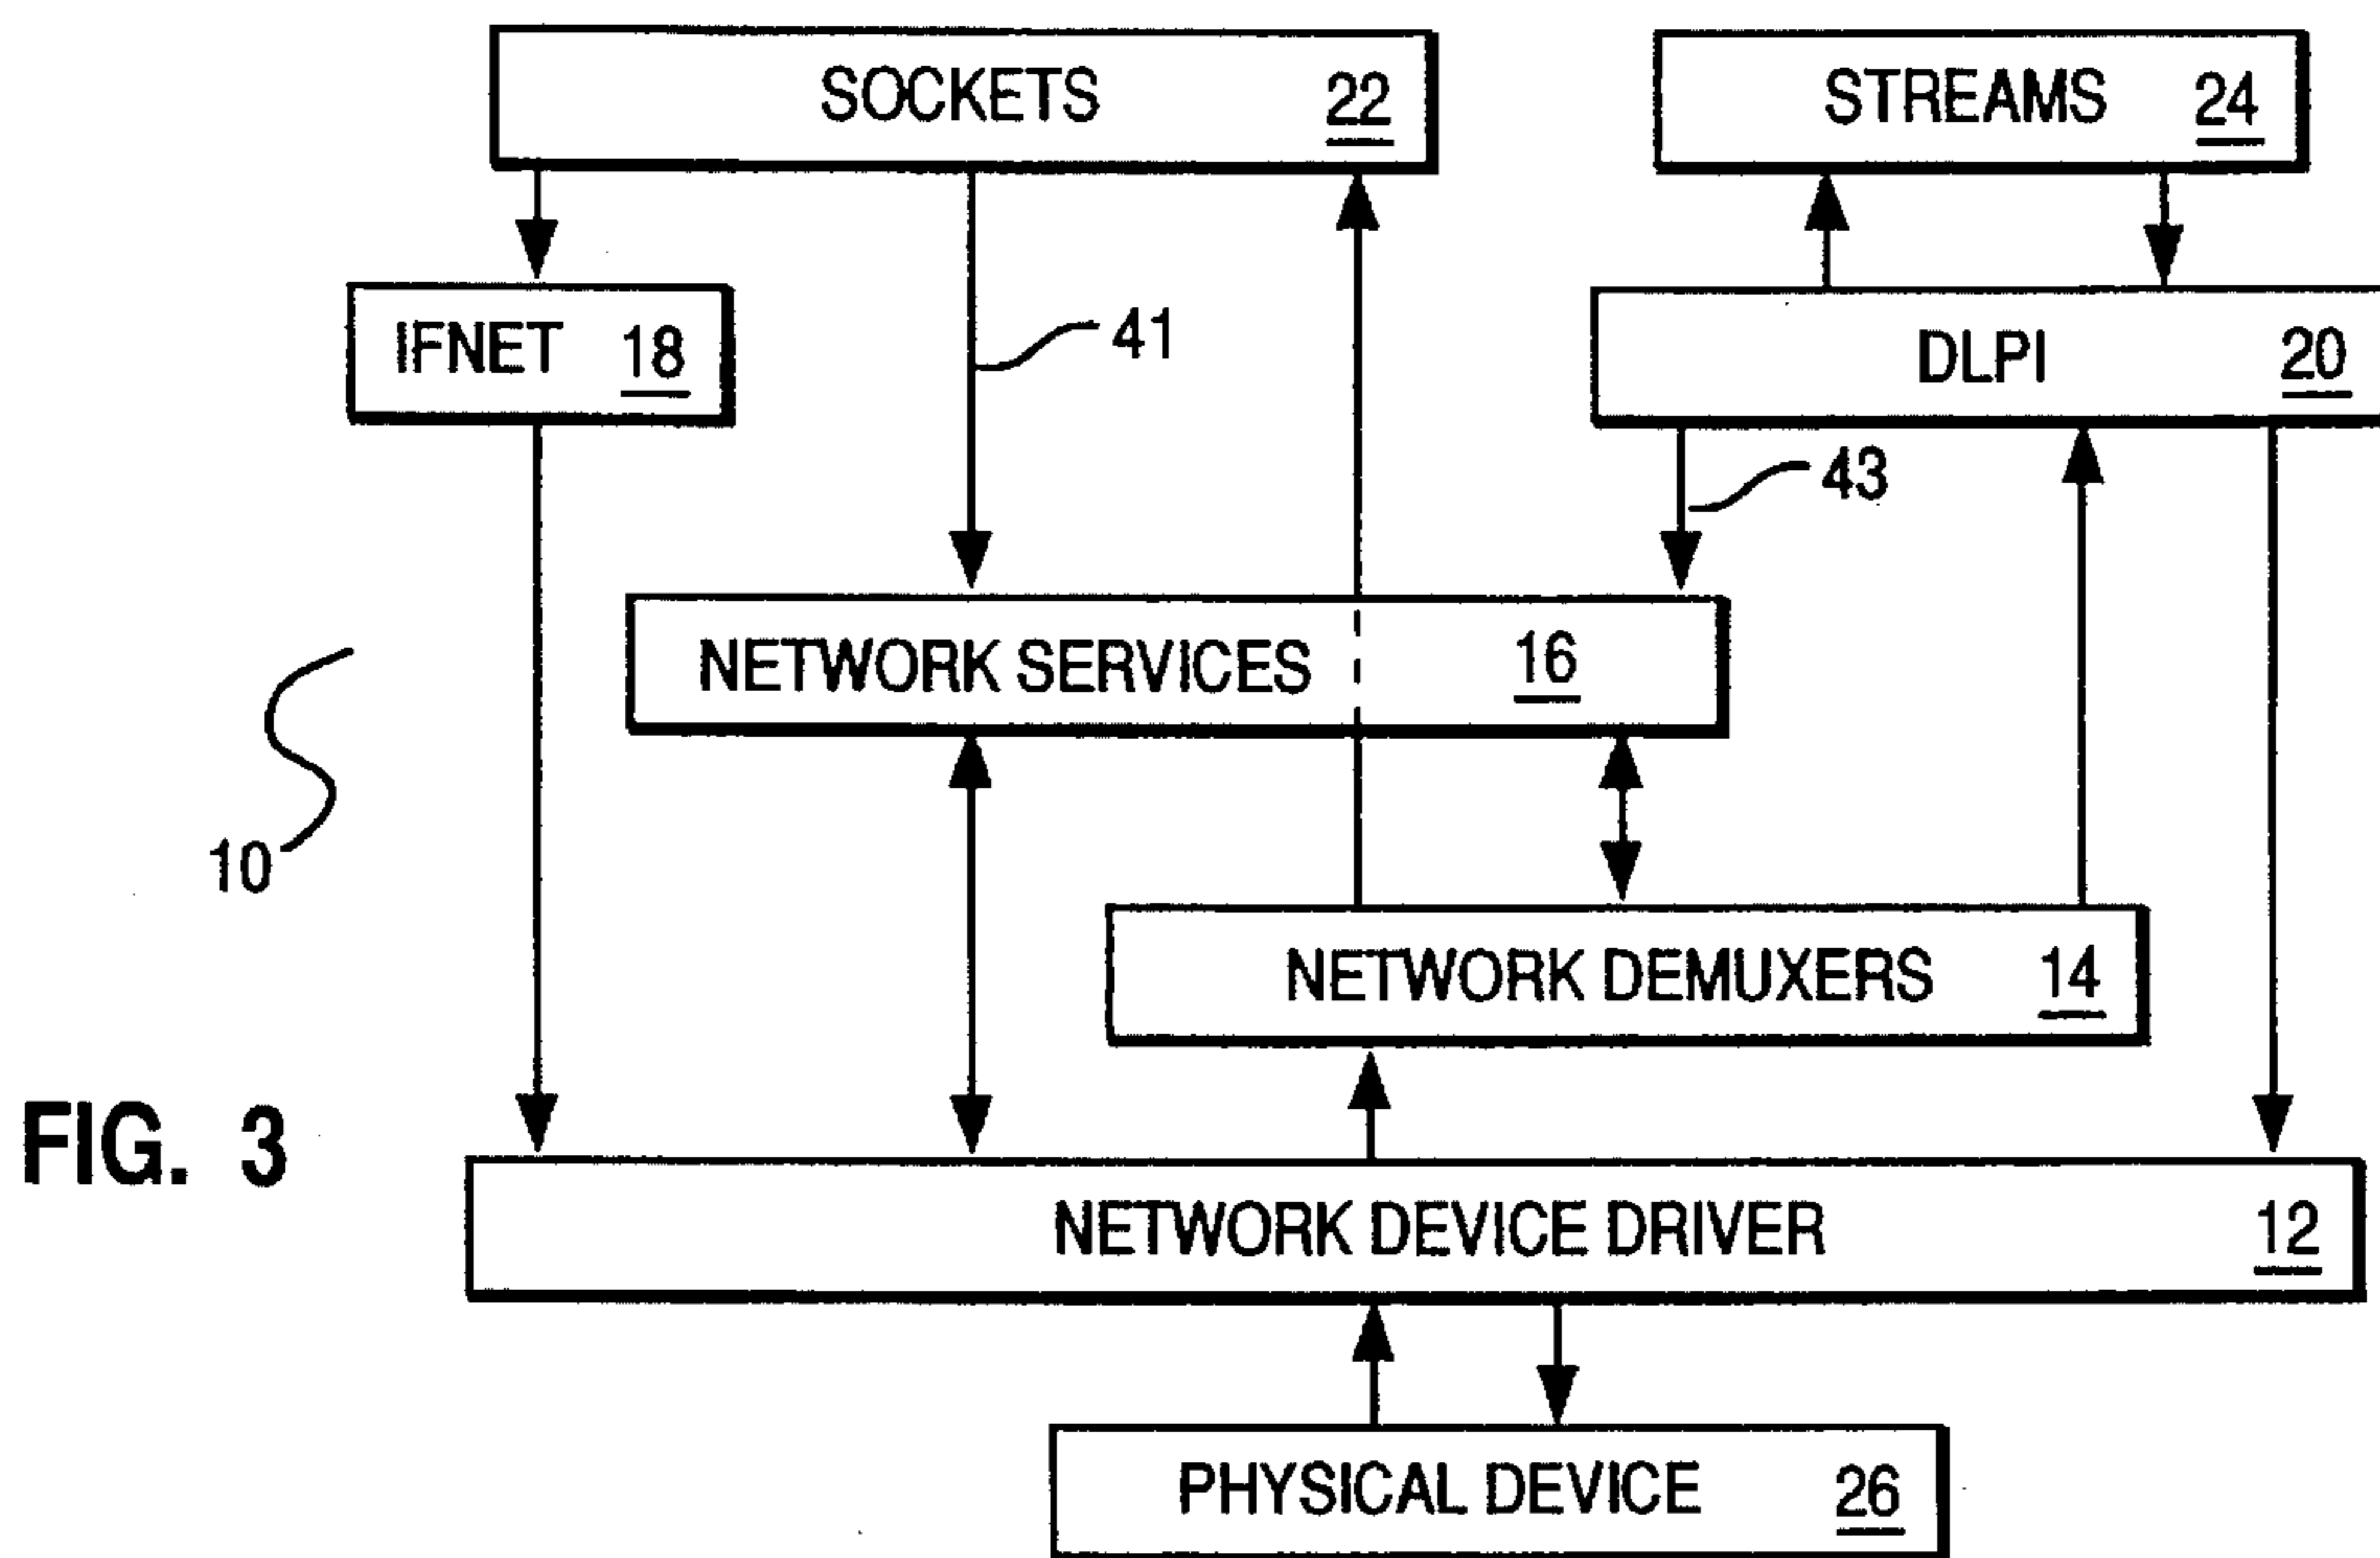 SOCKETS 22
STREAMS 24
IFNET 18
41
DLPI 20
43
NETWORK SERVICES 16
10
NETWORK DEMUXERS 14
FIG. 3
NETWORK DEVICE DRIVER 12
PHYSICAL DEVICE 26